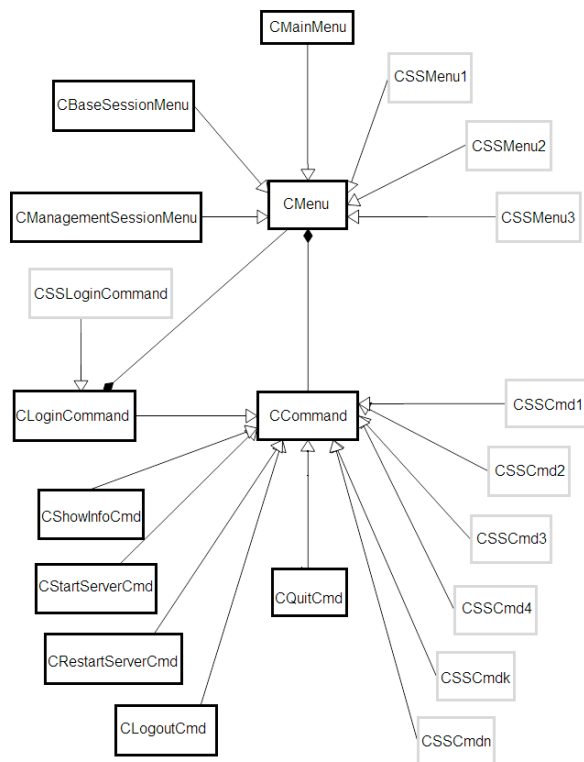 CMainMenu
CSSMenu1
CBaseSessionMenu
CSSMenu2
CMenu
CManagementSessionMenu
CSSMenu3
CSSLoginCommand
CSSCmd1
CLoginCommand
CCommand
CSSCmd2
CShowInfoCmd
CSSCmd3
CStartServerCmd
CQuitCmd
CSSCmd4
CRestartServerCmd
CSSCmdk
CLogoutCmd
CSSCmdn